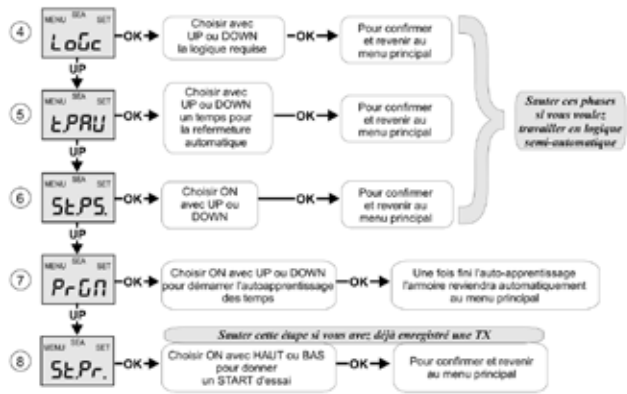 4
MENU SEA SET
LoGc
OK
Choisir avec
UP ou DOWN
la logique requise
OK
Pour confirmer
et revenir au
menu principal
UP
5
MENU SEA SET
t.PAU
OK
Choisir avec
UP ou DOWN
un temps pour
la refermeture
automatique
OK
Pour confirmer
et revenir au
menu principal
UP
6
MENU SEA SET
St.PS.
OK
Choisir ON
avec UP ou
DOWN
OK
Pour confirmer
et revenir au
menu principal
Sauter ces phases
si vous voulez
travailler en logique
semi-automatique
UP
7
MENU SEA SET
PrGN
OK
Choisir ON avec UP ou DOWN
pour démarrer l'autoapprentissage
des temps
OK
Une fois fini l'auto-apprentissage
l'armoire reviendra automatiquement
au menu principal
UP
Sauter cette étape si vous avez déjà enregistré une TX
8
MENU SEA SET
St.Pr.
OK
Choisir ON avec HAUT ou BAS
pour donner
un START d'essai
OK
Pour confirmer et revenir
au menu principal